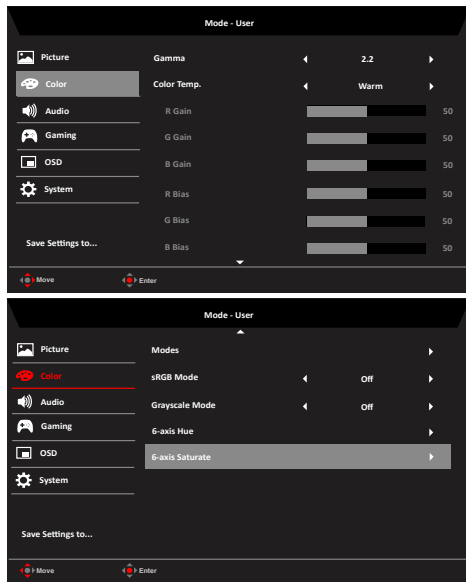 Mode - User
Picture
Gamma 2.2
Color
Color Temp. Warm
Audio
R Gain 50
Gaming
G Gain 50
OSD
B Gain 50
System
R Bias 50
G Bias 50
Save Settings to...
B Bias 50
Move Enter
Mode - User
Picture
Modes
Color
sRGB Mode Off
Audio
Grayscale Mode Off
Gaming
6-axis Hue
OSD
6-axis Saturate
System
Save Settings to...
Move Enter